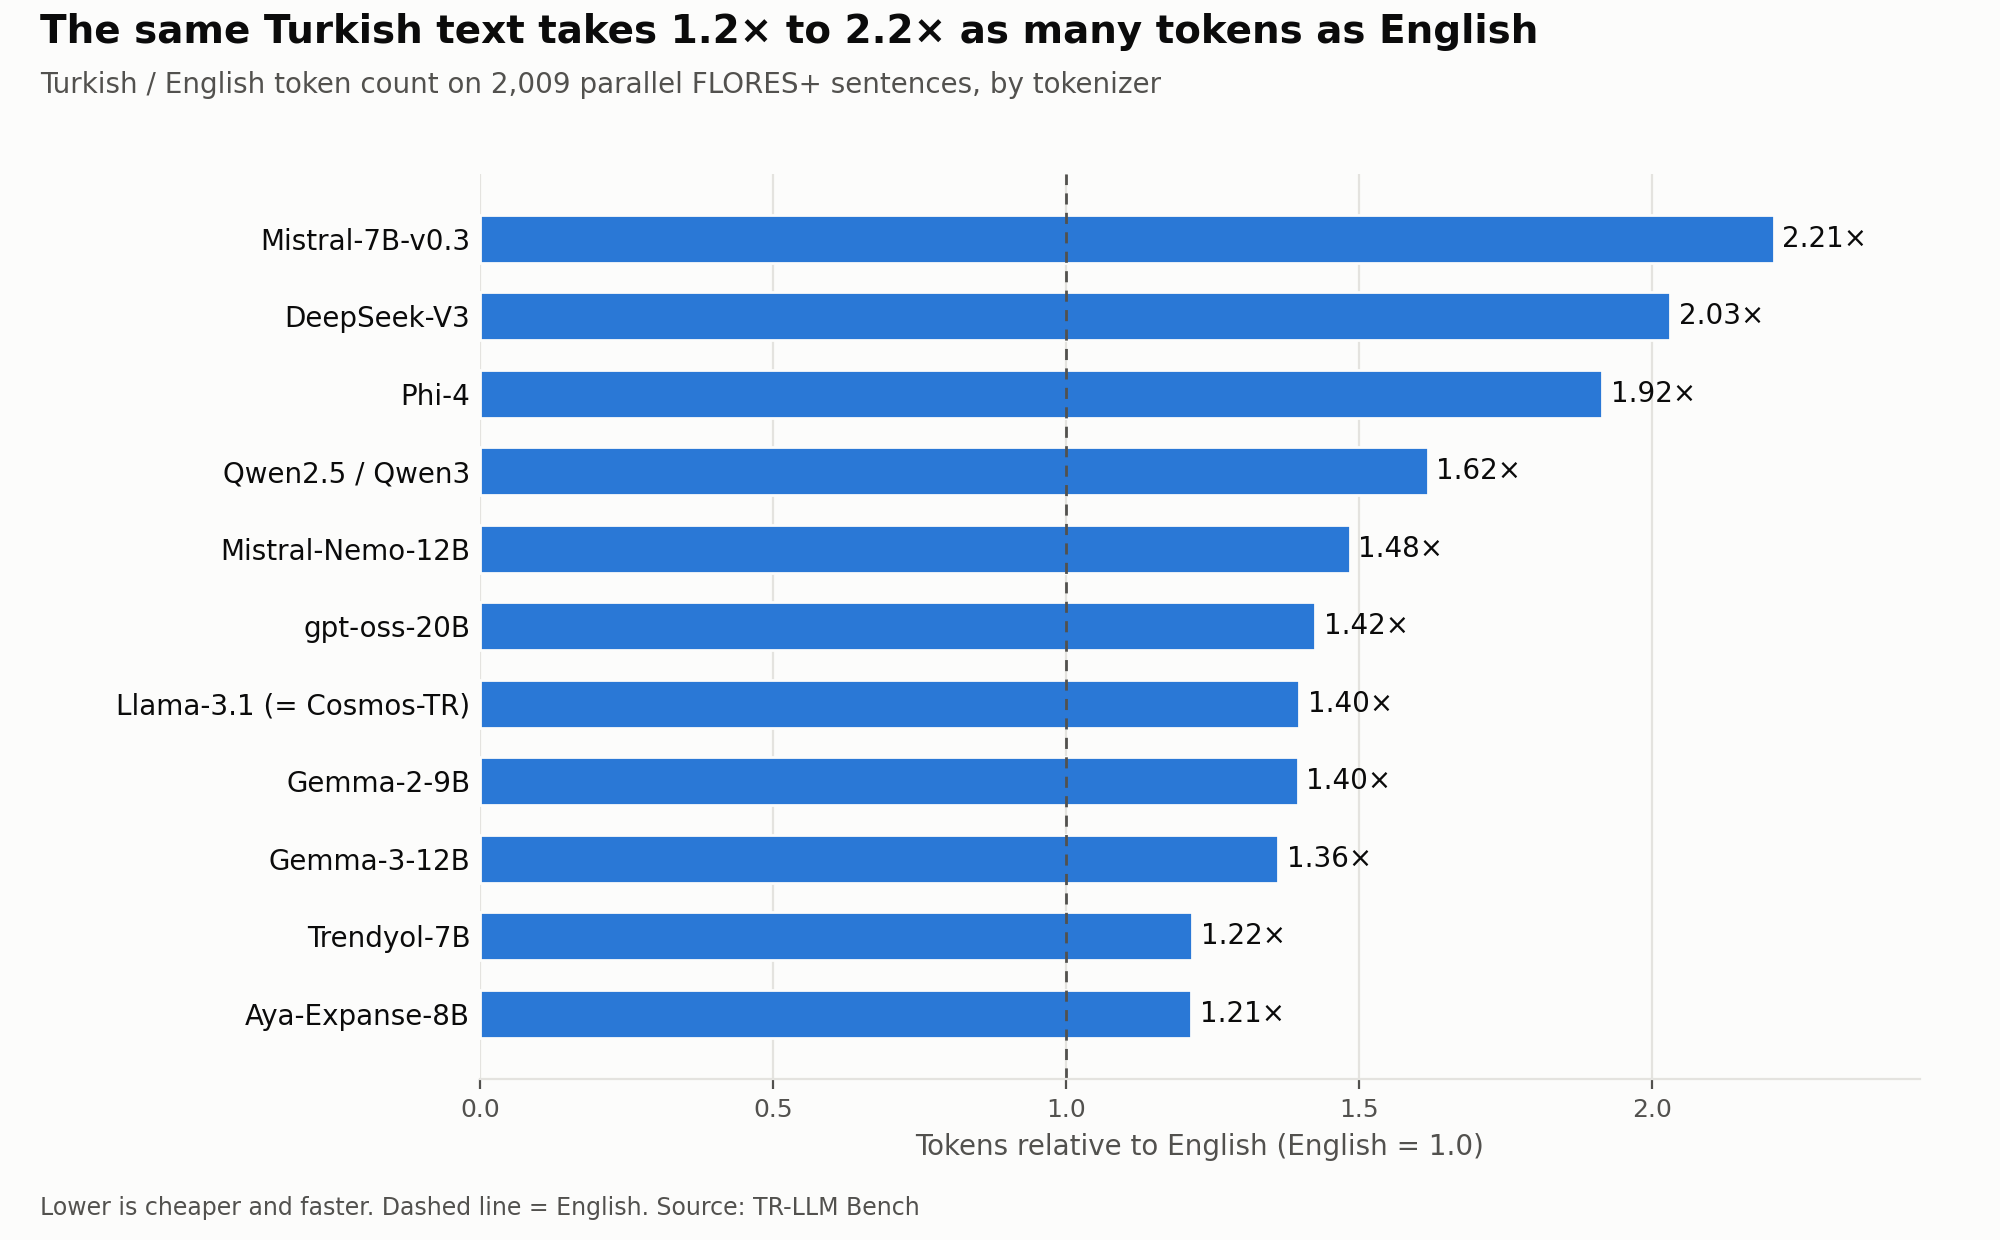 The same Turkish text takes 1.2× to 2.2× as many tokens as English
Turkish / English token count on 2,009 parallel FLORES+ sentences, by tokenizer
Mistral-7B-v0.3 2.21×
DeepSeek-V3 2.03×
Phi-4 1.92×
Qwen2.5 / Qwen3 1.62×
Mistral-Nemo-12B 1.48×
gpt-oss-20B 1.42×
Llama-3.1 (= Cosmos-TR) 1.40×
Gemma-2-9B 1.40×
Gemma-3-12B 1.36×
Trendyol-7B 1.22×
Aya-Expanse-8B 1.21×
0.0 0.5 1.0 1.5 2.0
Tokens relative to English (English = 1.0)
Lower is cheaper and faster. Dashed line = English. Source: TR-LLM Bench